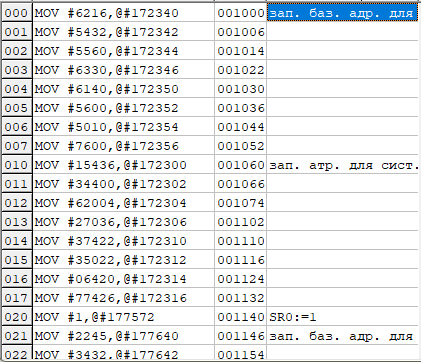 000 MOV #6216,@#172340 001000 зап. баз. адр. для
001 MOV #5432,@#172342 001006
002 MOV #5560,@#172344 001014
003 MOV #6330,@#172346 001022
004 MOV #6140,@#172350 001030
005 MOV #5600,@#172352 001036
006 MOV #5010,@#172354 001044
007 MOV #7600,@#172356 001052
010 MOV #15436,@#172300 001060 зап. атр. для сист.
011 MOV #34400,@#172302 001066
012 MOV #62004,@#172304 001074
013 MOV #27036,@#172306 001102
014 MOV #37422,@#172310 001110
015 MOV #35022,@#172312 001116
016 MOV #06420,@#172314 001124
017 MOV #77426,@#172316 001132
020 MOV #1,@#177572 001140 SR0:=1
021 MOV #2245,@#177640 001146 зап. баз. адр. для
022 MOV #3432,@#177642 001154